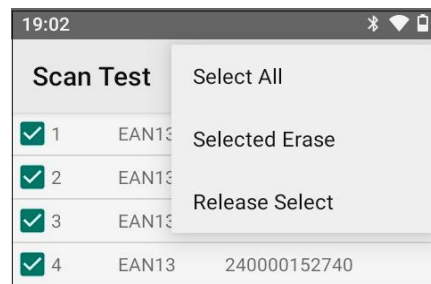 19:02
Scan Test
Select All
Selected Erase
Release Select
1 EAN13
2 EAN13
3 EAN13
4 EAN13 240000152740